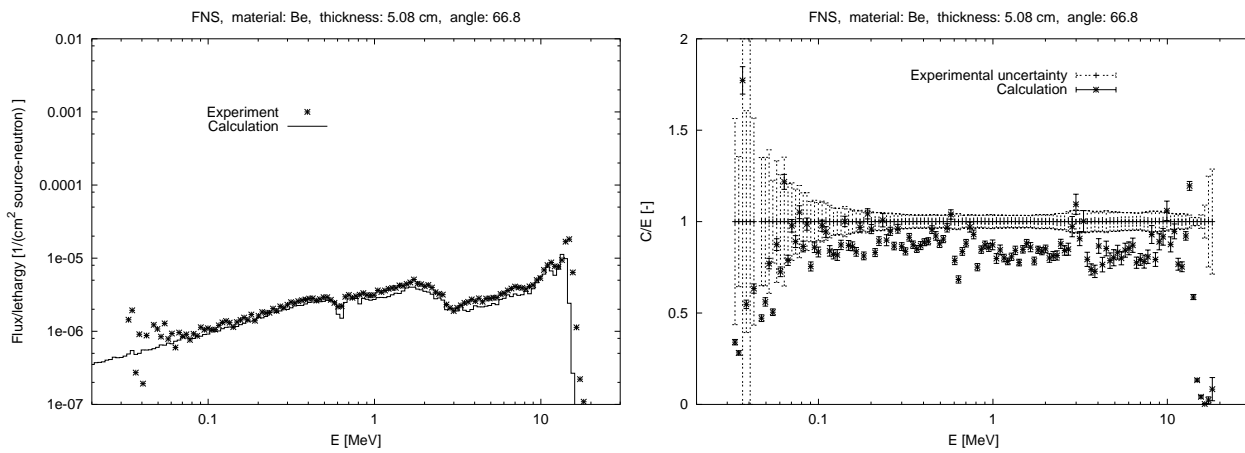 FNS, material: Be, thickness: 5.08 cm, angle: 66.8
0.01
0.001
0.0001
1e-05
1e-06
1e-07
Flux/lethargy [1/(cm² source-neutron) ]
Experiment
Calculation
0.1
1
10
E [MeV]
FNS, material: Be, thickness: 5.08 cm, angle: 66.8
2
1.5
1
0.5
0
C/E [-]
Experimental uncertainty
Calculation
0.1
1
10
E [MeV]